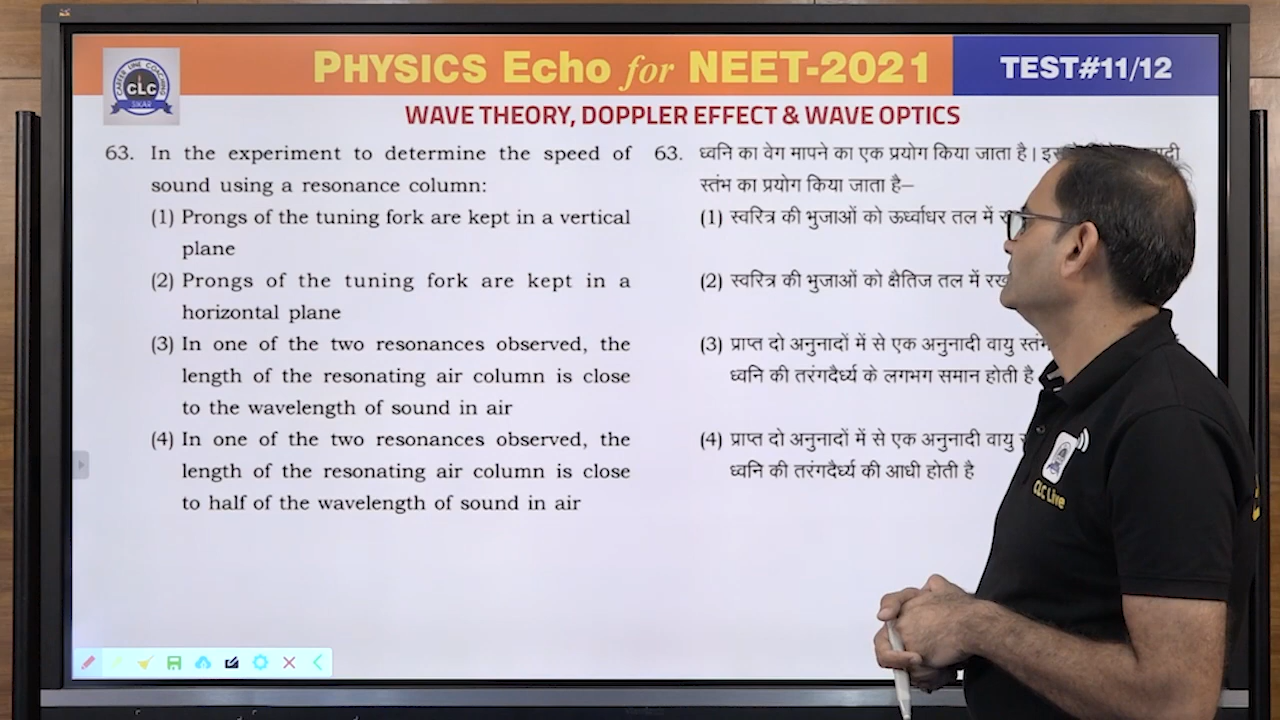 PHYSICS Echo for NEET-2021
TEST#11/12
CAREER LINE COACHING
CLC
SIKAR
WAVE THEORY, DOPPLER EFFECT & WAVE OPTICS
63. In the experiment to determine the speed of
sound using a resonance column:
(1) Prongs of the tuning fork are kept in a vertical
plane
(2) Prongs of the tuning fork are kept in a
horizontal plane
(3) In one of the two resonances observed, the
length of the resonating air column is close
to the wavelength of sound in air
(4) In one of the two resonances observed, the
length of the resonating air column is close
to half of the wavelength of sound in air
63. ध्वनि का वेग मापने का एक प्रयोग किया जाता है।
स्तंभ का प्रयोग किया जाता है–
(1) स्वरित्र की भुजाओं को ऊर्ध्वाधर तल में
(2) स्वरित्र की भुजाओं को क्षैतिज तल में
(3) प्राप्त दो अनुनादों में से एक अनुनादी वायु
ध्वनि की तरंगदैर्ध्य के लगभग समान होती है
(4) प्राप्त दो अनुनादों में से एक अनुनादी वायु
ध्वनि की तरंगदैर्ध्य की आधी होती है
CLC Live